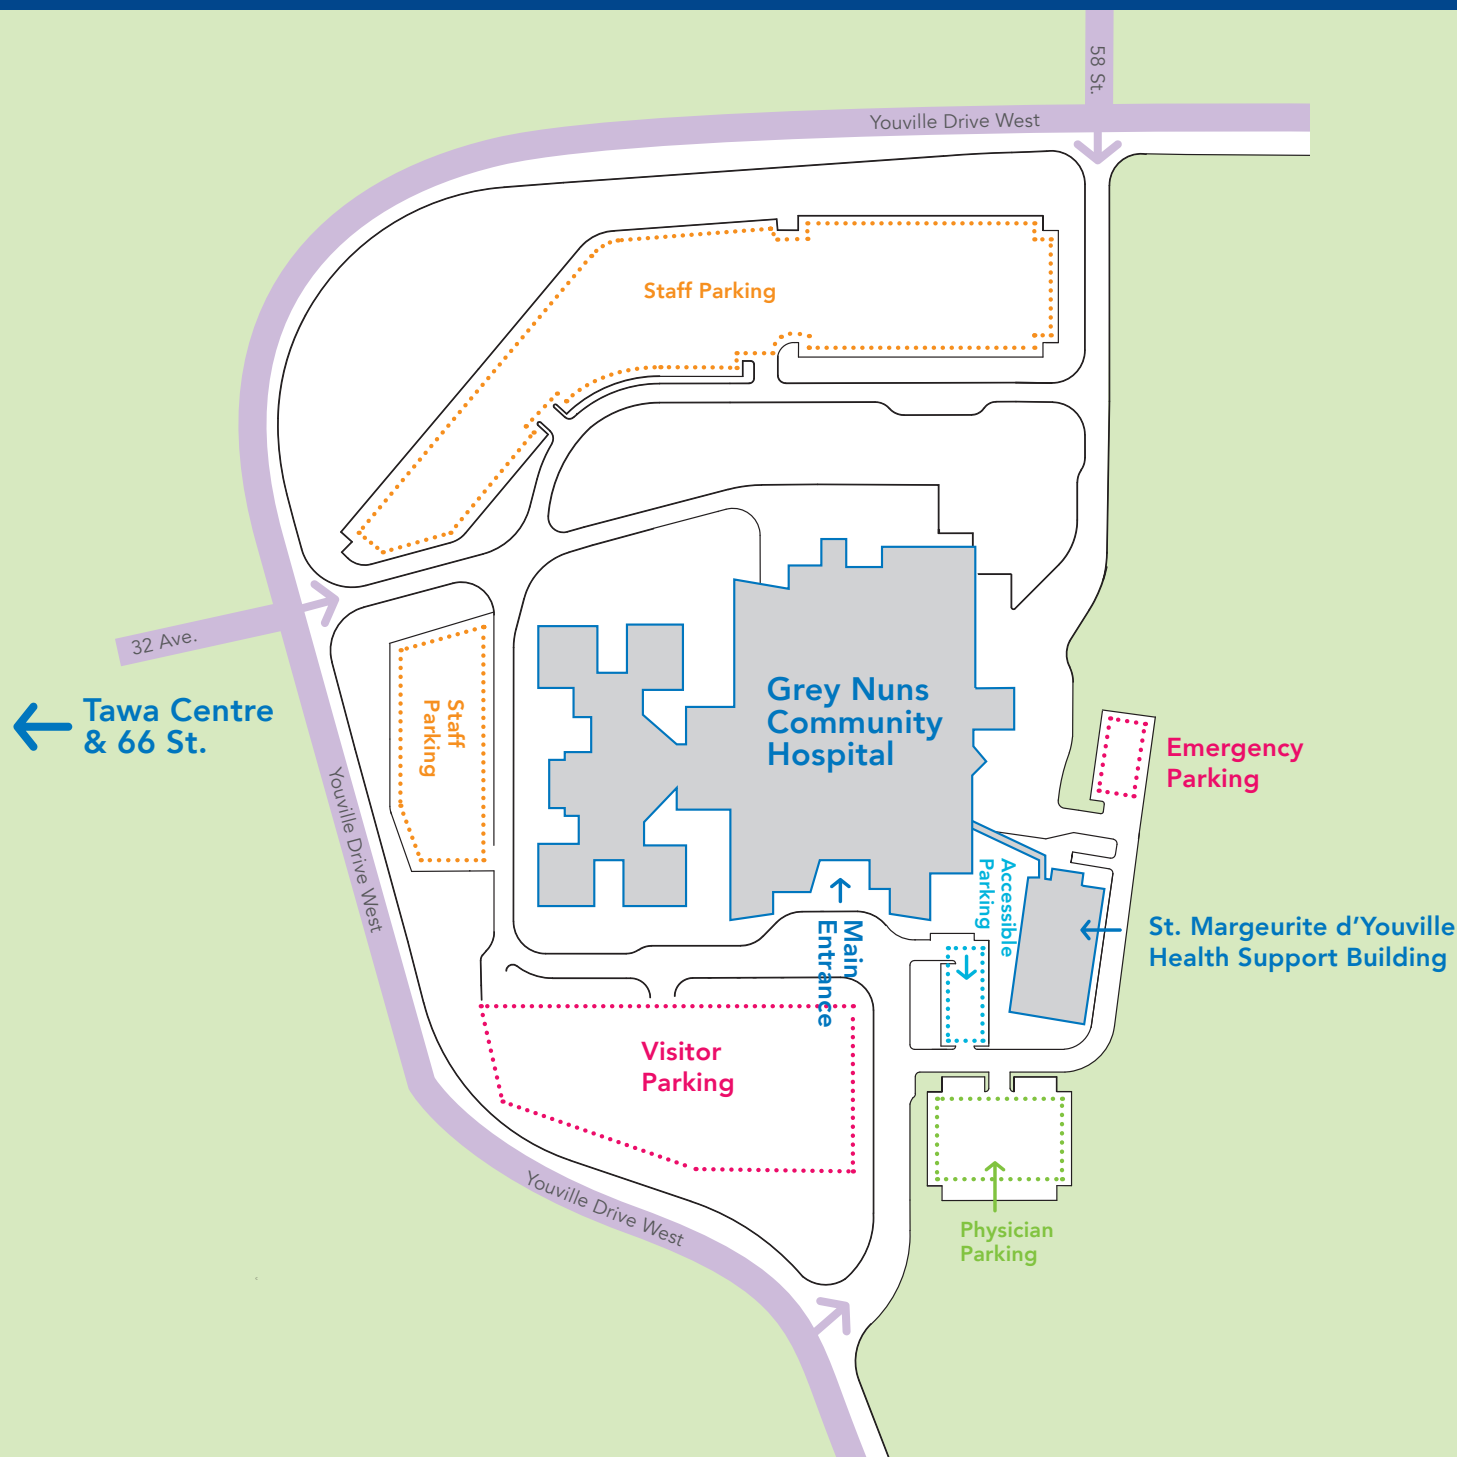 58 St.
Youville Drive West
Staff Parking
32 Ave.
Tawa Centre
& 66 St.
Staff
Parking
Grey Nuns
Community
Hospital
Emergency
Parking
Youville Drive West
Accessible
Parking
Main
Entrance
St. Margeurite d'Youville
Health Support Building
Visitor
Parking
Youville Drive West
Physician
Parking